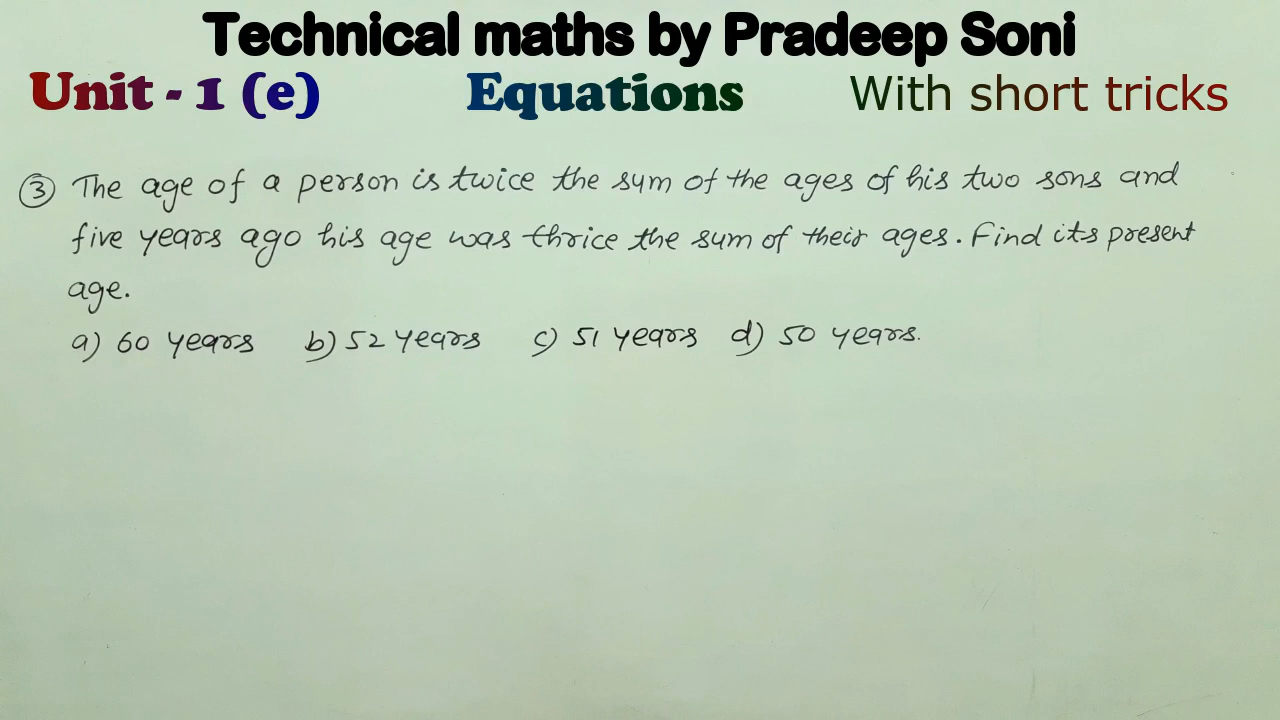 Technical maths by Pradeep Soni
Unit - 1 (e) Equations With short tricks
③ The age of a person is twice the sum of the ages of his two sons and
five years ago his age was thrice the sum of their ages. Find its present
age.
a) 60 years b) 52 years c) 51 years d) 50 years.